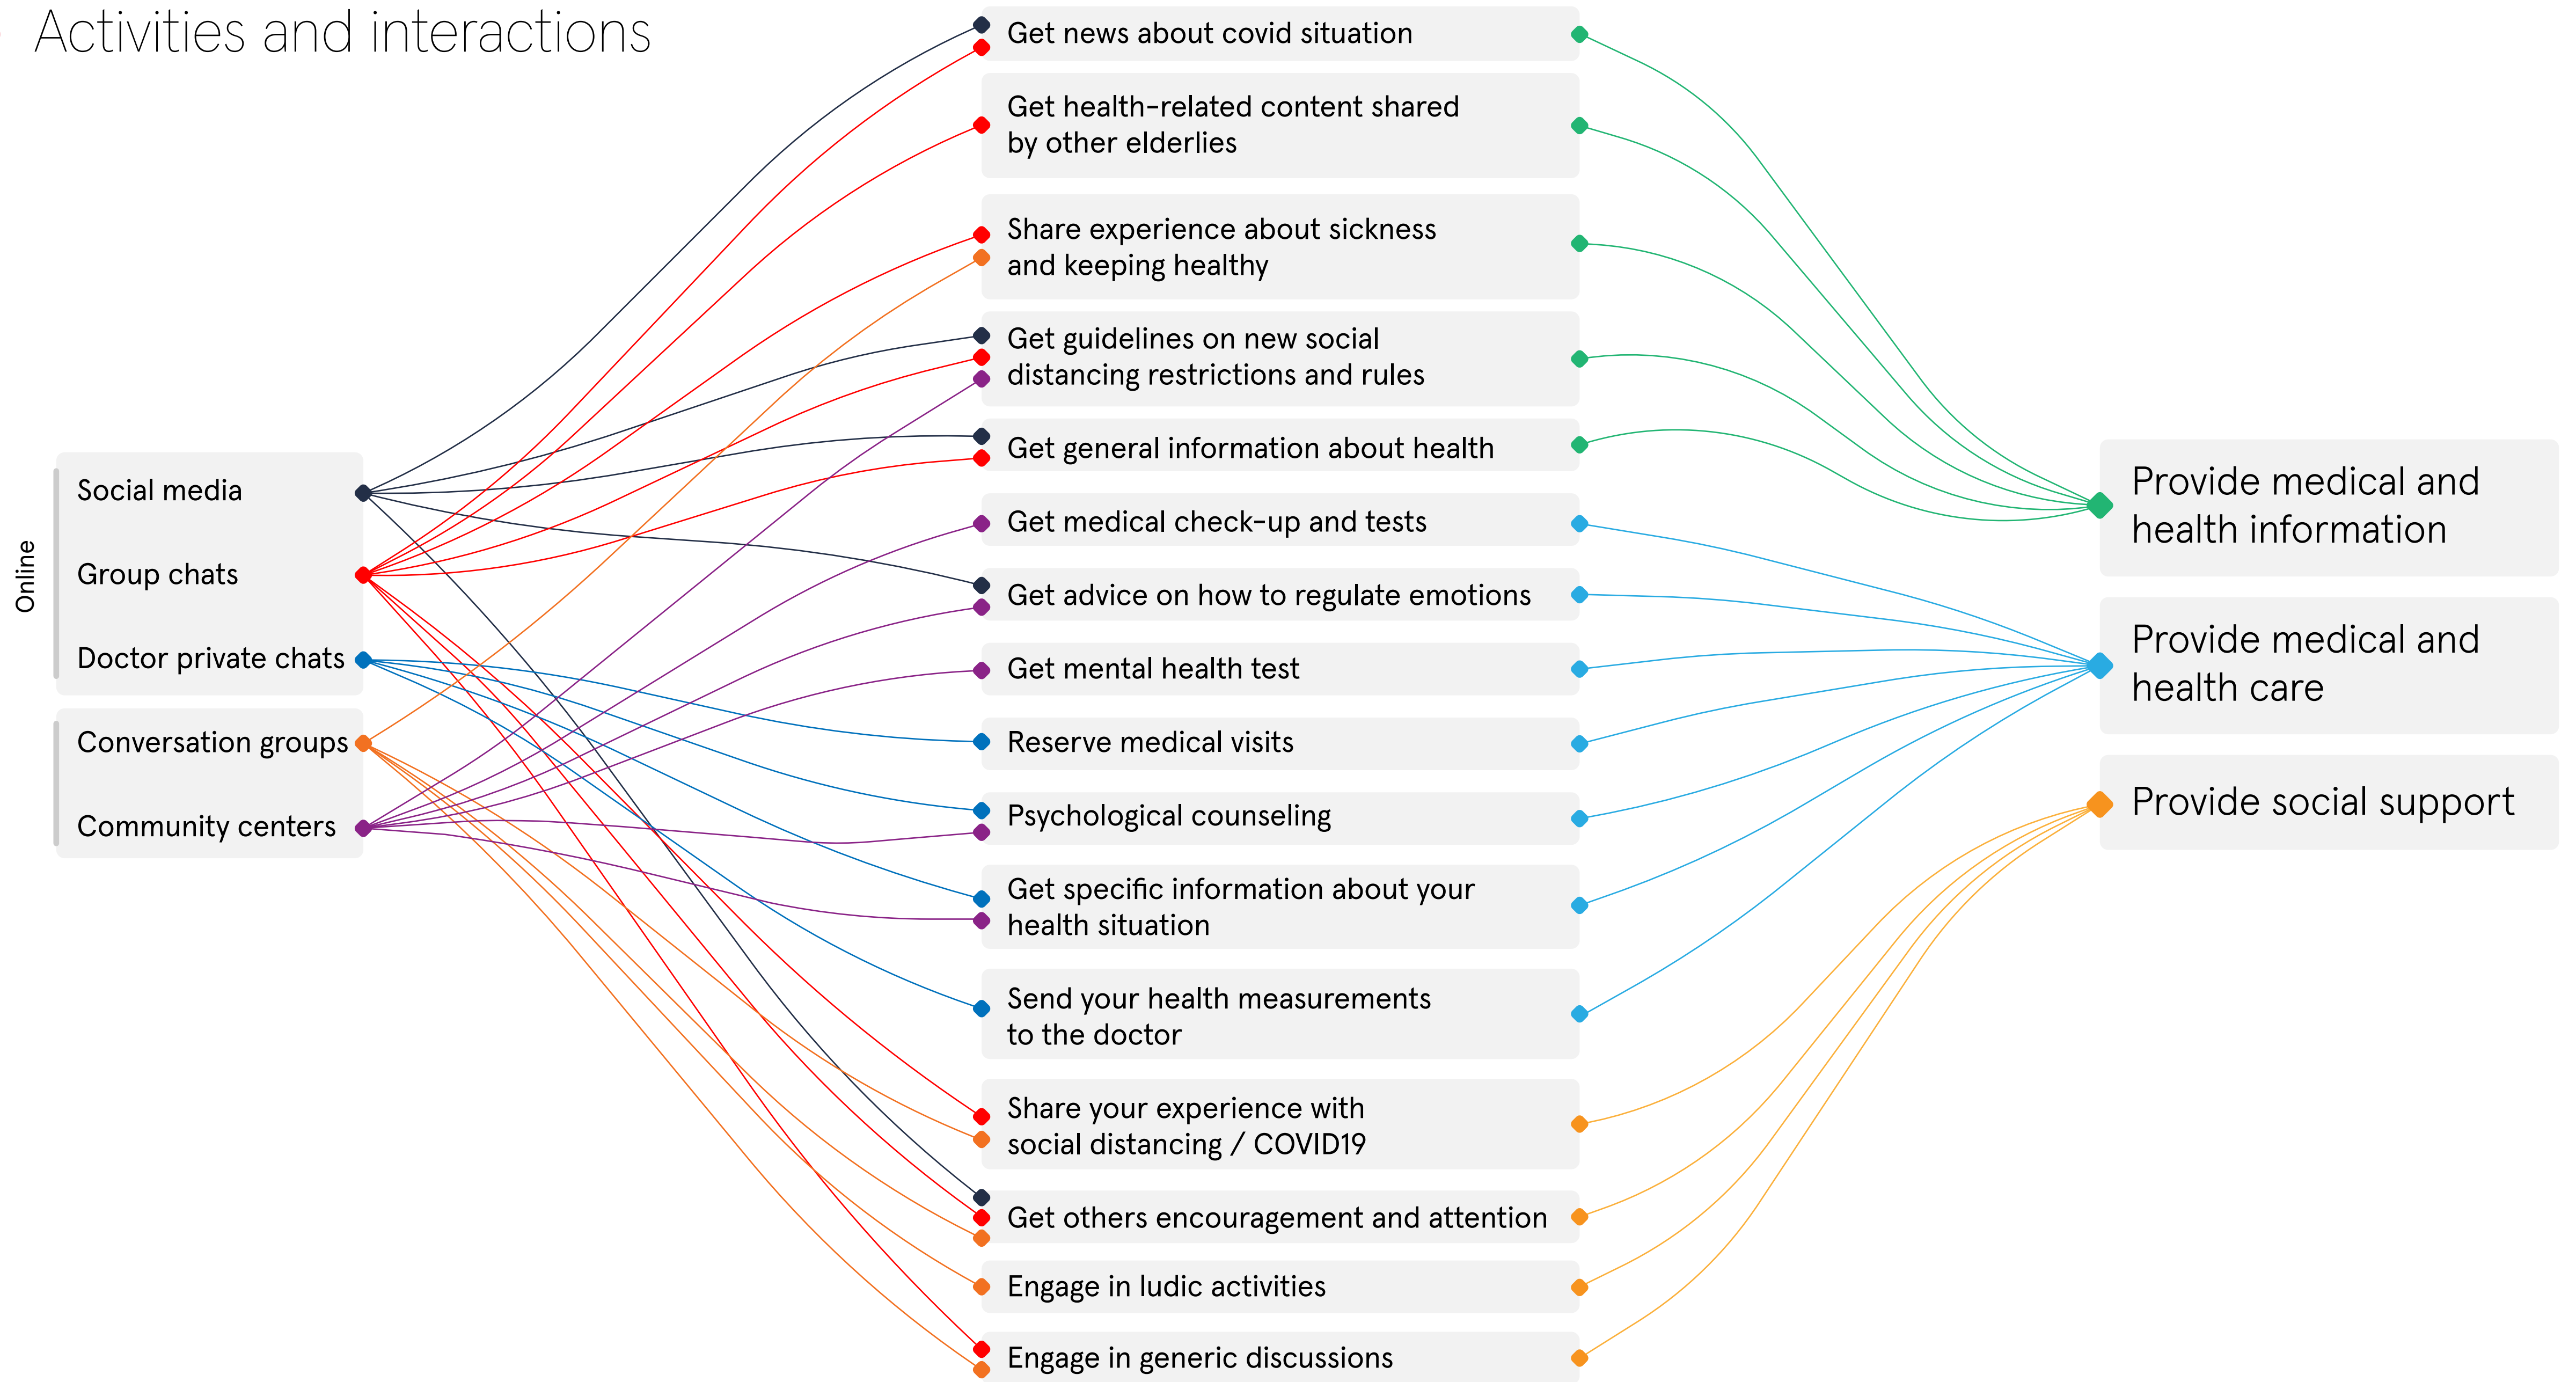 Activities and interactions
Online
Social media
Group chats
Doctor private chats
Conversation groups
Community centers
Get news about covid situation
Get health-related content shared
by other elderlies
Share experience about sickness
and keeping healthy
Get guidelines on new social
distancing restrictions and rules
Get general information about health
Get medical check-up and tests
Get advice on how to regulate emotions
Get mental health test
Reserve medical visits
Psychological counseling
Get specific information about your
health situation
Send your health measurements
to the doctor
Share your experience with
social distancing / COVID19
Get others encouragement and attention
Engage in ludic activities
Engage in generic discussions
Provide medical and
health information
Provide medical and
health care
Provide social support